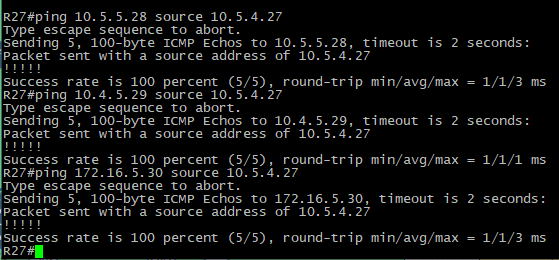 R27#ping 10.5.5.28 source 10.5.4.27
Type escape sequence to abort.
Sending 5, 100-byte ICMP Echos to 10.5.5.28, timeout is 2 seconds:
Packet sent with a source address of 10.5.4.27
!!!!!
Success rate is 100 percent (5/5), round-trip min/avg/max = 1/1/3 ms
R27#ping 10.4.5.29 source 10.5.4.27
Type escape sequence to abort.
Sending 5, 100-byte ICMP Echos to 10.4.5.29, timeout is 2 seconds:
Packet sent with a source address of 10.5.4.27
!!!!!
Success rate is 100 percent (5/5), round-trip min/avg/max = 1/1/1 ms
R27#ping 172.16.5.30 source 10.5.4.27
Type escape sequence to abort.
Sending 5, 100-byte ICMP Echos to 172.16.5.30, timeout is 2 seconds:
Packet sent with a source address of 10.5.4.27
!!!!!
Success rate is 100 percent (5/5), round-trip min/avg/max = 1/1/3 ms
R27#